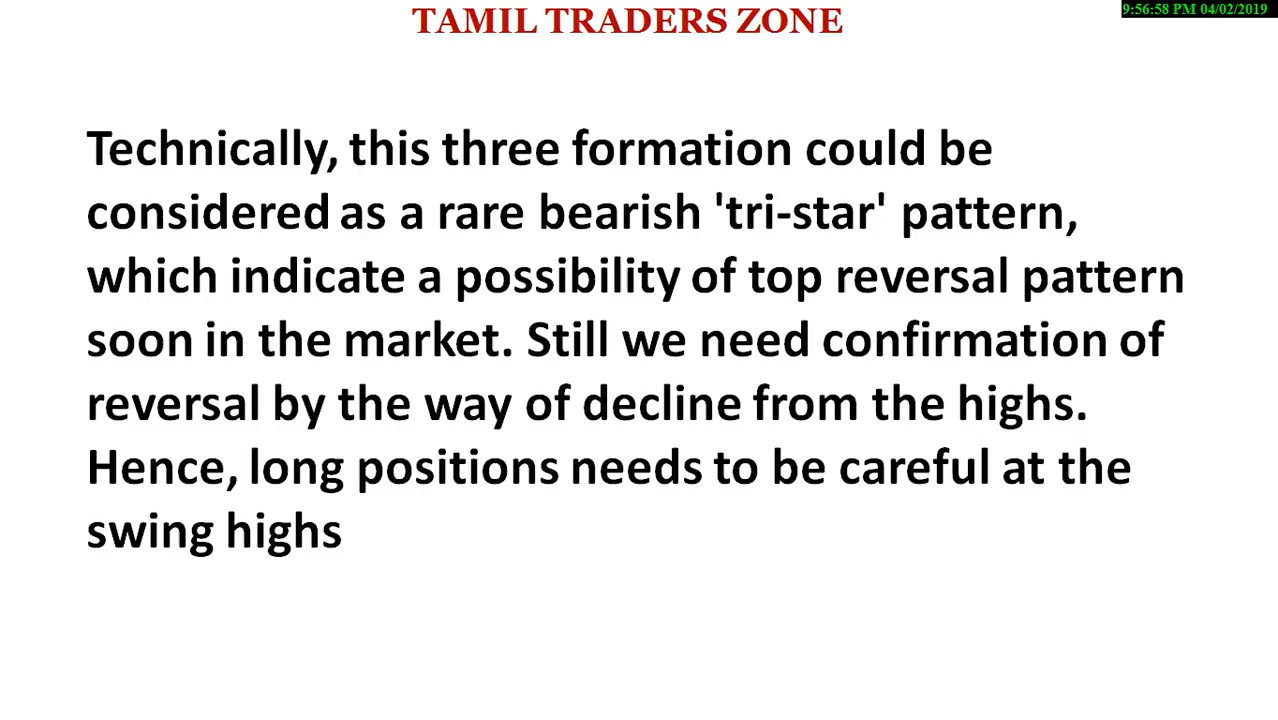 TAMIL TRADERS ZONE
9:56:58 PM 04/02/2019
Technically, this three formation could be
considered as a rare bearish 'tri-star' pattern,
which indicate a possibility of top reversal pattern
soon in the market. Still we need confirmation of
reversal by the way of decline from the highs.
Hence, long positions needs to be careful at the
swing highs